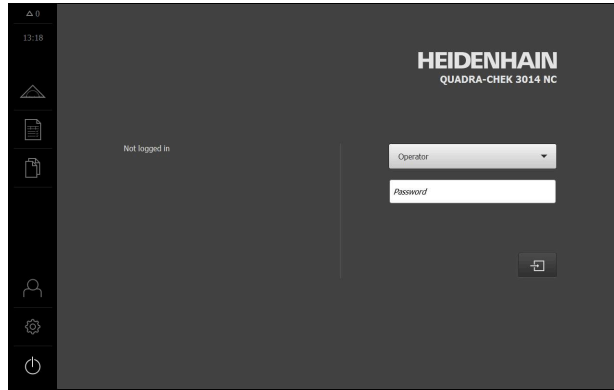 △ 0
13:18
HEIDENHAIN
QUADRA-CHEK 3014 NC
Not logged in
Operator
Password